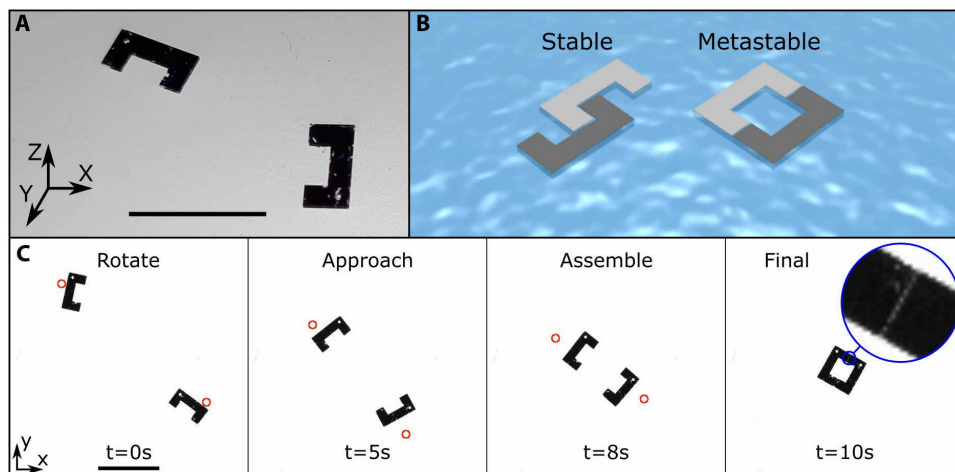 A
Z
X
Y
B
Stable
Metastable
C
Rotate
Approach
Assemble
Final
y
x
t=0s
t=5s
t=8s
t=10s